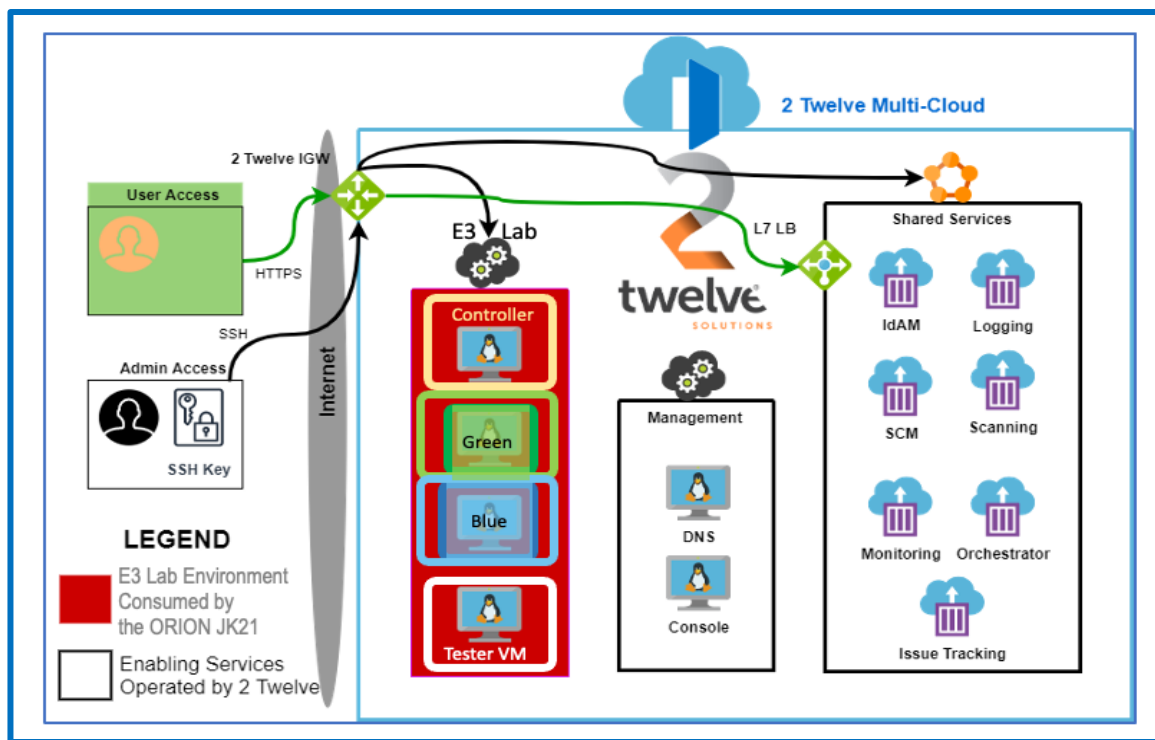 2 Twelve Multi-Cloud
2 Twelve IGW
User Access
HTTPS
SSH
Admin Access
SSH Key
Internet
E3 Lab
Controller
Green
Blue
Tester VM
2
twelve
SOLUTIONS
L7 LB
Management
DNS
Console
Shared Services
IdAM
Logging
SCM
Scanning
Monitoring
Orchestrator
Issue Tracking
LEGEND
E3 Lab Environment
Consumed by
the ORION JK21
Enabling Services
Operated by 2 Twelve